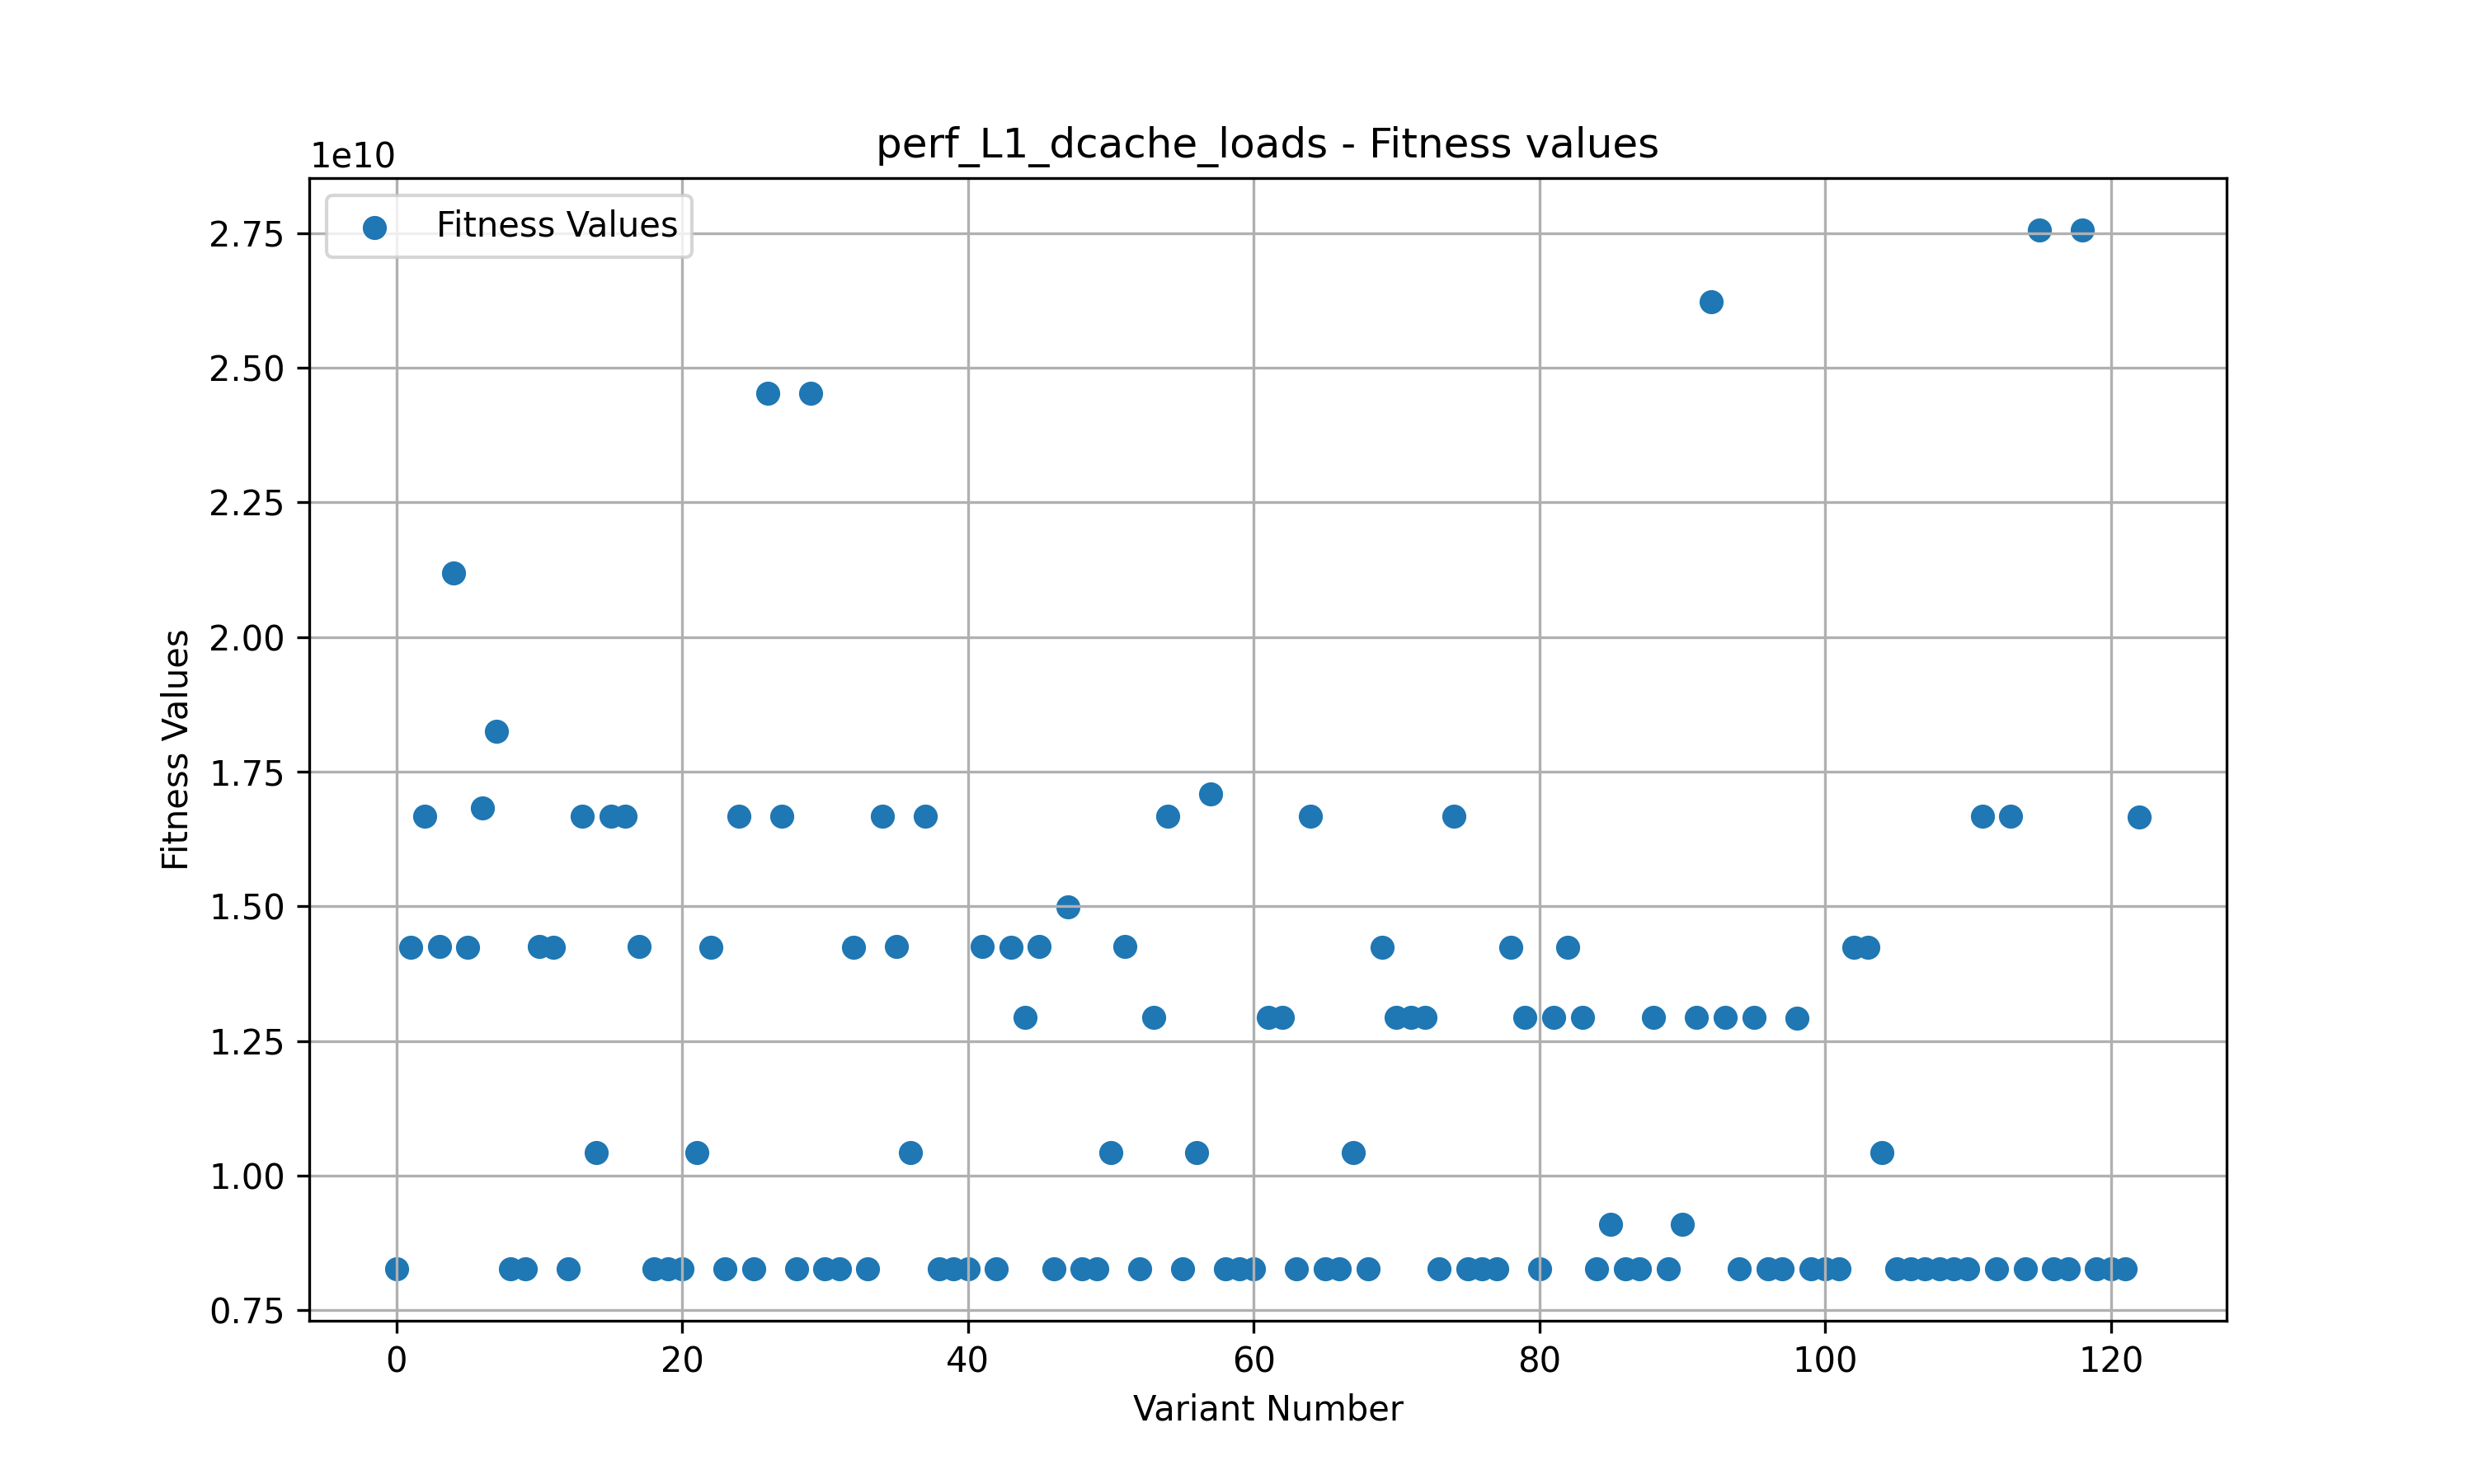 perf_L1_dcache_loads - Fitness values
1e10
Fitness Values
2.75
2.50
2.25
2.00
1.75
1.50
1.25
1.00
0.75
Fitness Values
0 20 40 60 80 100 120
Variant Number